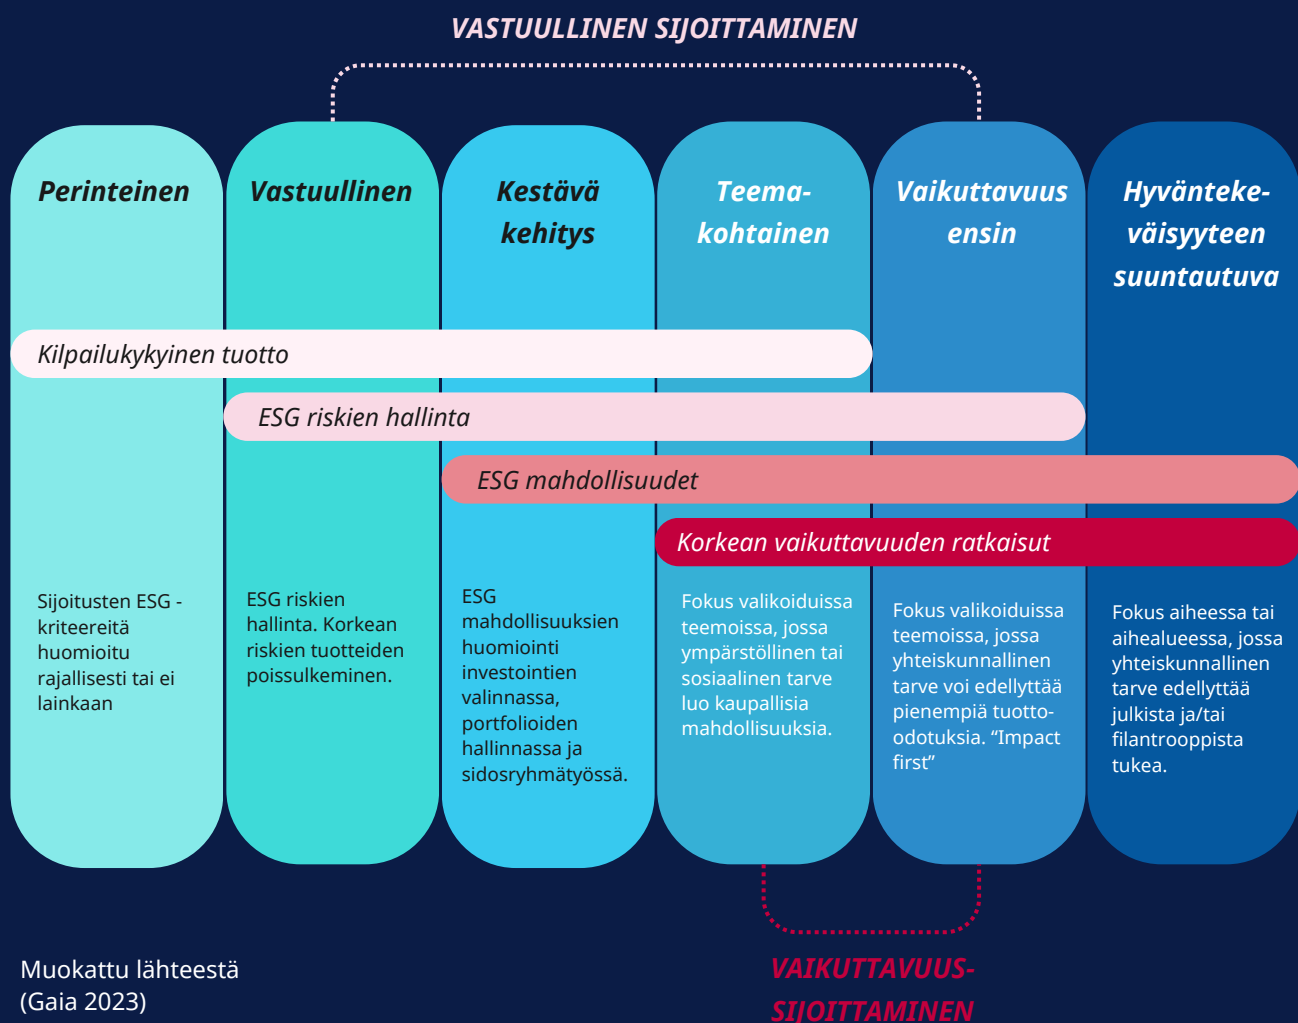 VASTUULLINEN SIJOITTAMINEN
Perinteinen
Vastuullinen
Kestävä
kehitys
Teema-
kohtainen
Vaikuttavuus
ensin
Hyvänteke-
väisyyteen
suuntautuva
Kilpailukykyinen tuotto
ESG riskien hallinta
ESG mahdollisuudet
Korkean vaikuttavuuden ratkaisut
Sijoitusten ESG -
kriteereitä
huomioitu
rajallisesti tai ei
lainkaan
ESG riskien
hallinta. Korkean
riskien tuotteiden
poissulkeminen.
ESG
mahdollisuuksien
huomiointi
investointien
valinnassa,
portfolioiden
hallinnassa ja
sidosryhmätyössä.
Fokus valikoiduissa
teemoissa, jossa
ympärstöllinen tai
sosiaalinen tarve
luo kaupallisia
mahdollisuuksia.
Fokus valikoiduissa
teemoissa, jossa
yhteiskunnallinen
tarve voi edellyttää
pienempiä tuotto-
odotuksia. “Impact
first”
Fokus aiheessa tai
aihealueessa, jossa
yhteiskunnallinen
tarve edellyttää
julkista ja/tai
filantrooppista
tukea.
VAIKUTTAVUUS-
SIJOITTAMINEN
Muokattu lähteestä
(Gaia 2023)